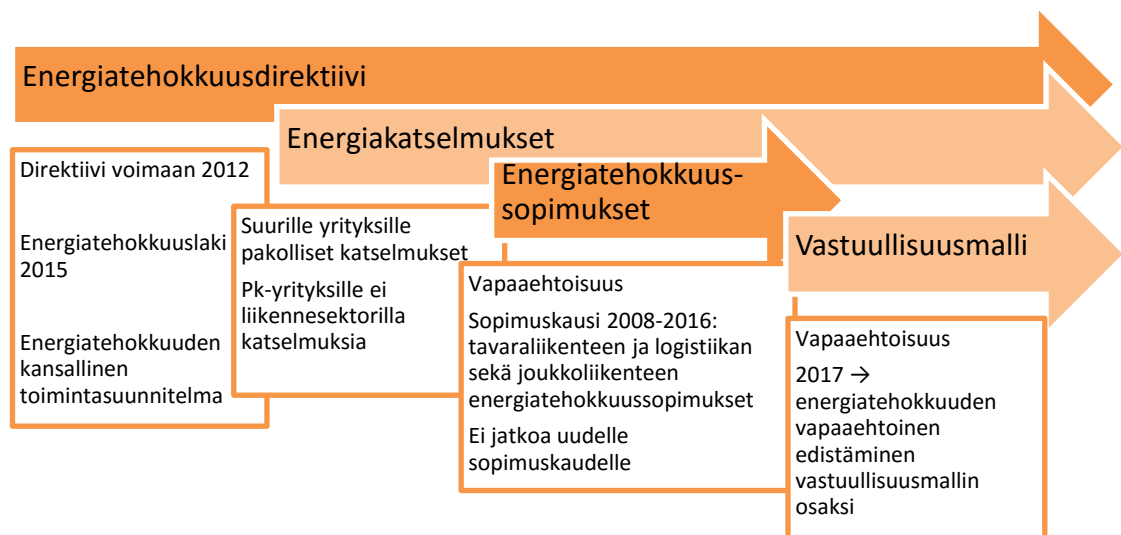 Energiatehokkuusdirektiivi
Direktiivi voimaan 2012
Energiatehokkuuslaki
2015
Energiatehokkuuden
kansallinen
toimintasuunnitelma
Energiakatselmukset
Suurille yrityksille
pakolliset katselmukset
Pk-yrityksille ei
liikennesektorilla
katselmuksia
Energiatehokkuus-
sopimukset
Vapaaehtoisuus
Sopimuskausi 2008-2016:
tavaraliikenteen ja logistiikan
sekä joukkoliikenteen
energiatehokkuussopimukset
Ei jatkoa uudelle
sopimuskaudelle
Vastuullisuusmalli
Vapaaehtoisuus
2017 →
energiatehokkuuden
vapaaehtoinen
edistäminen
vastuullisuusmallin
osaksi